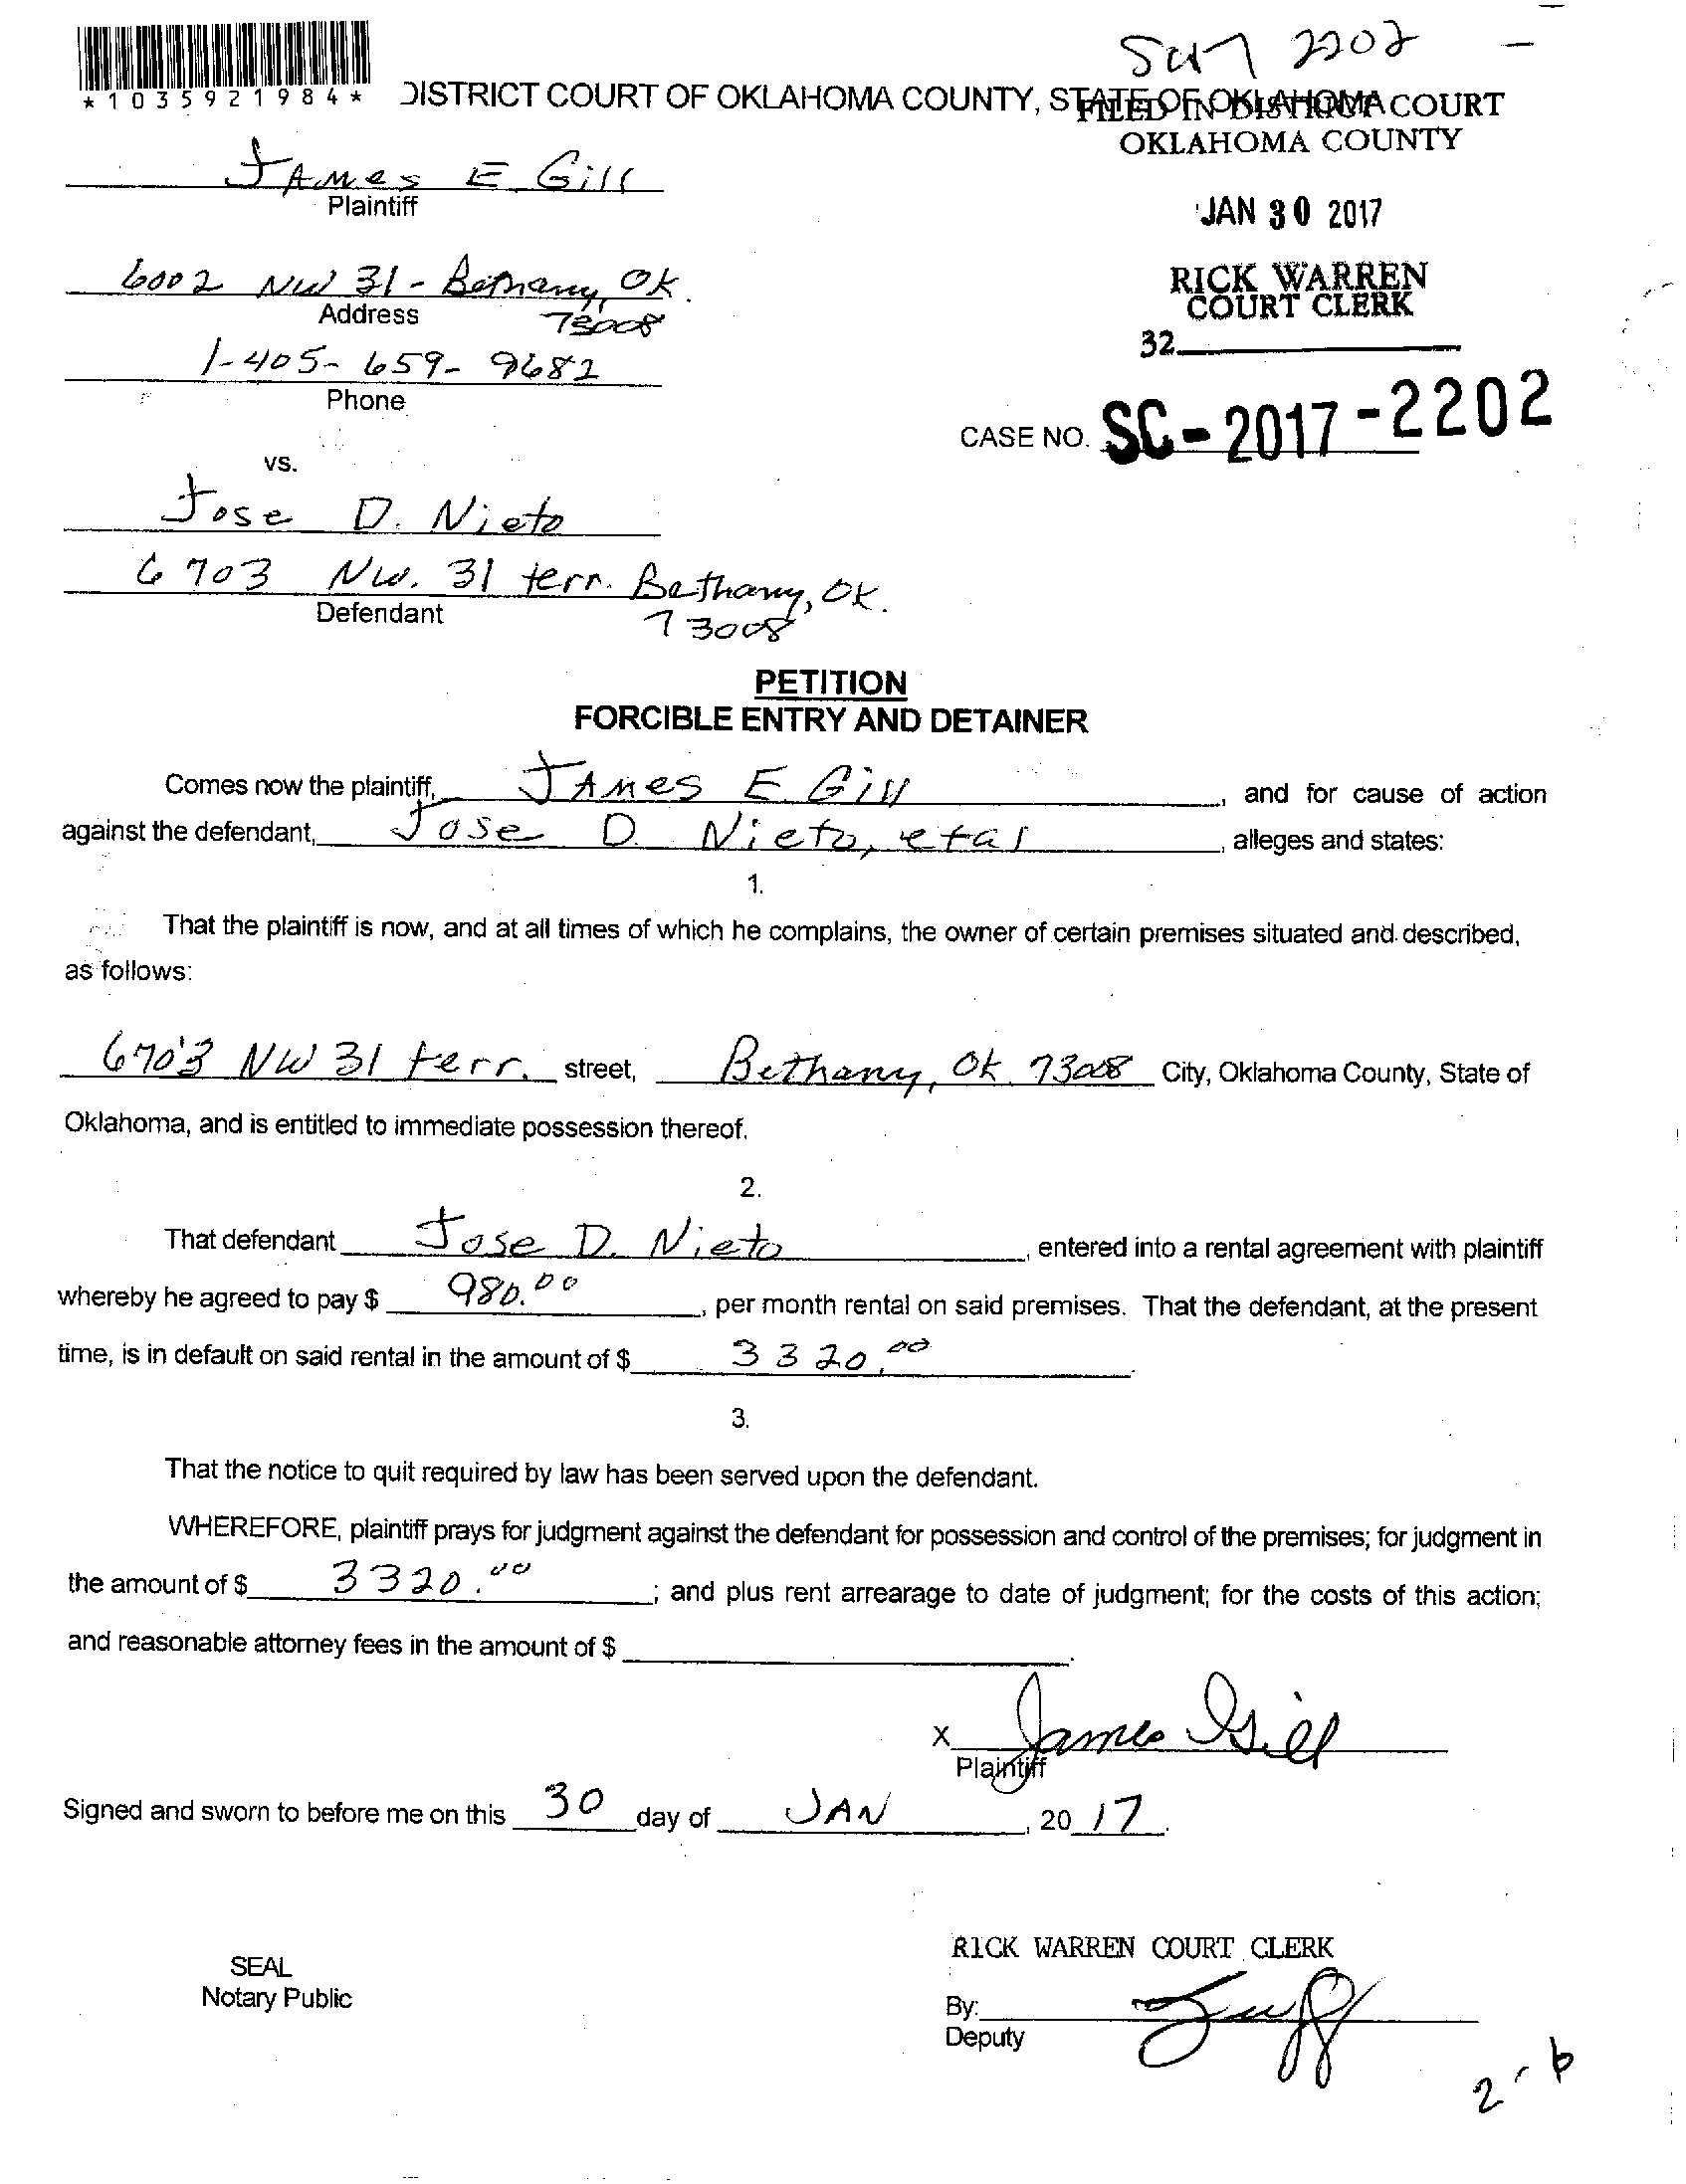 *1035921984*
SC17 2202
DISTRICT COURT OF OKLAHOMA COUNTY, STATE OF OKLAHOMA
FILED IN DISTRICT COURT
OKLAHOMA COUNTY
JAN 30 2017
RICK WARREN
COURT CLERK
32
CASE NO. SC-2017-2202
JAMes E Gill
Plaintiff
6002 NW 31 - Bethany, OK.
Address
73008
1-405-659-9682
Phone
vs.
Jose D. Nieto
6703 NW. 31 terr. Bethany, OK.
Defendant
73008
PETITION
FORCIBLE ENTRY AND DETAINER
Comes now the plaintiff, JAmes E Gill, and for cause of action
against the defendant, Jose D. Nieto, etal, alleges and states:
1.
That the plaintiff is now, and at all times of which he complains, the owner of certain premises situated and described,
as follows:
6703 NW 31 terr. street, Bethany, OK 73008 City, Oklahoma County, State of
Oklahoma, and is entitled to immediate possession thereof.
2.
That defendant Jose D. Nieto, entered into a rental agreement with plaintiff
whereby he agreed to pay $ 980.00, per month rental on said premises. That the defendant, at the present
time, is in default on said rental in the amount of $ 3320.00
3.
That the notice to quit required by law has been served upon the defendant.
WHEREFORE, plaintiff prays for judgment against the defendant for possession and control of the premises; for judgment in
the amount of $ 3320.00; and plus rent arrearage to date of judgment; for the costs of this action;
and reasonable attorney fees in the amount of $ .
X James Gill
Plaintiff
Signed and sworn to before me on this 30 day of JAN, 20 17.
RICK WARREN COURT CLERK
SEAL
Notary Public
By:
Deputy
2-6